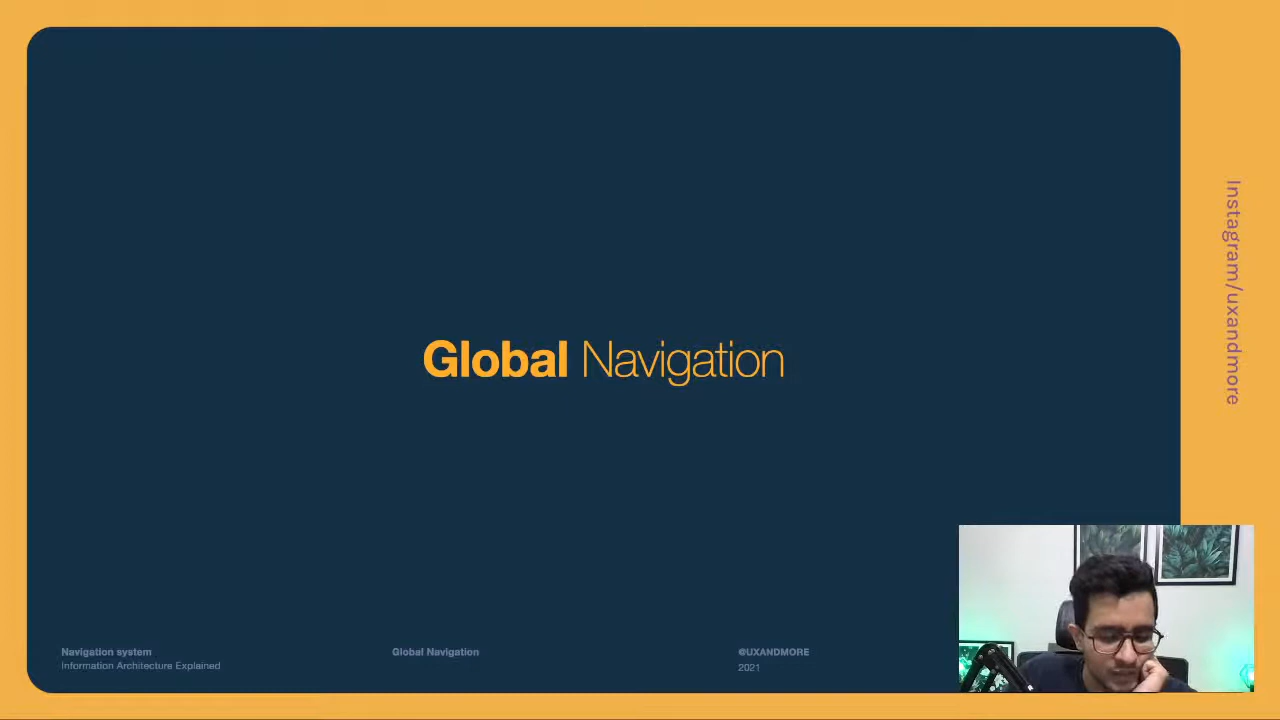 Global Navigation
Instagram/uxandmore
Navigation system
Information Architecture Explained
Global Navigation
@UXANDMORE
2021